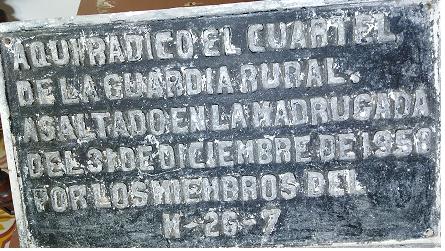 AQUI RADICO EL CUARTEL
DE LA GUARDIA RURAL.
ASALTADO EN LA MADRUGADA
DEL 31 DE DICIEMBRE DE 1958
POR LOS MIEMBROS DEL
M-26-7